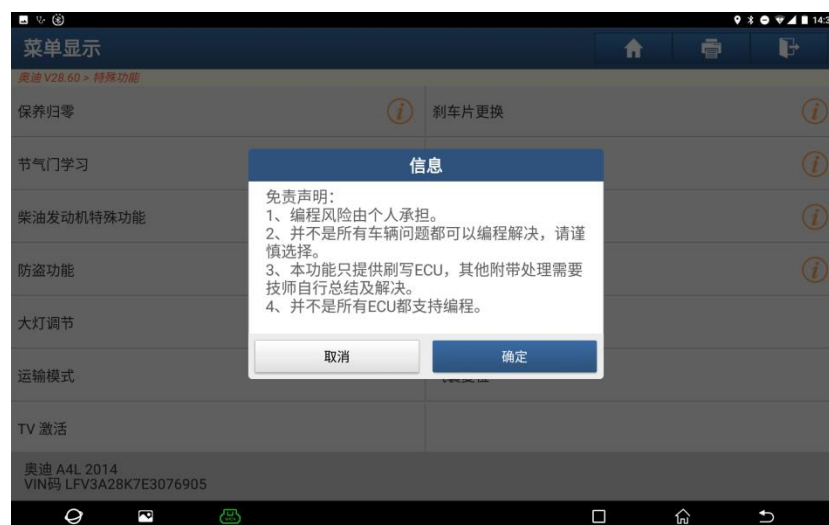 14:3
菜单显示
奥迪 V28.60 > 特殊功能
保养归零
刹车片更换
节气门学习
柴油发动机特殊功能
防盗功能
大灯调节
运输模式
TV 激活
信息
免责声明：
1、编程风险由个人承担。
2、并不是所有车辆问题都可以编程解决，请谨
慎选择。
3、本功能只提供刷写ECU，其他附带处理需要
技师自行总结及解决。
4、并不是所有ECU都支持编程。
取消
确定
奥迪 A4L 2014
VIN码 LFV3A28K7E3076905